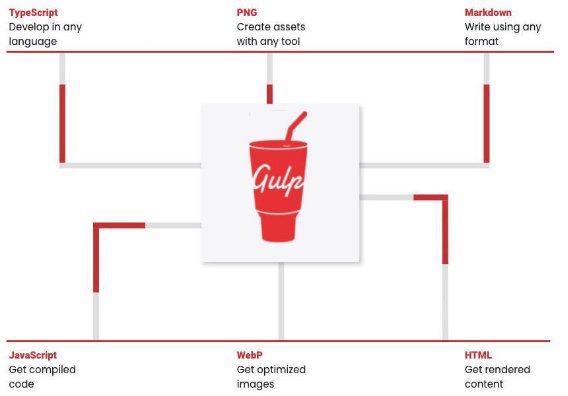 TypeScript
Develop in any
language
PNG
Create assets
with any tool
Markdown
Write using any
format
Gulp
JavaScript
Get compiled
code
WebP
Get optimized
images
HTML
Get rendered
content